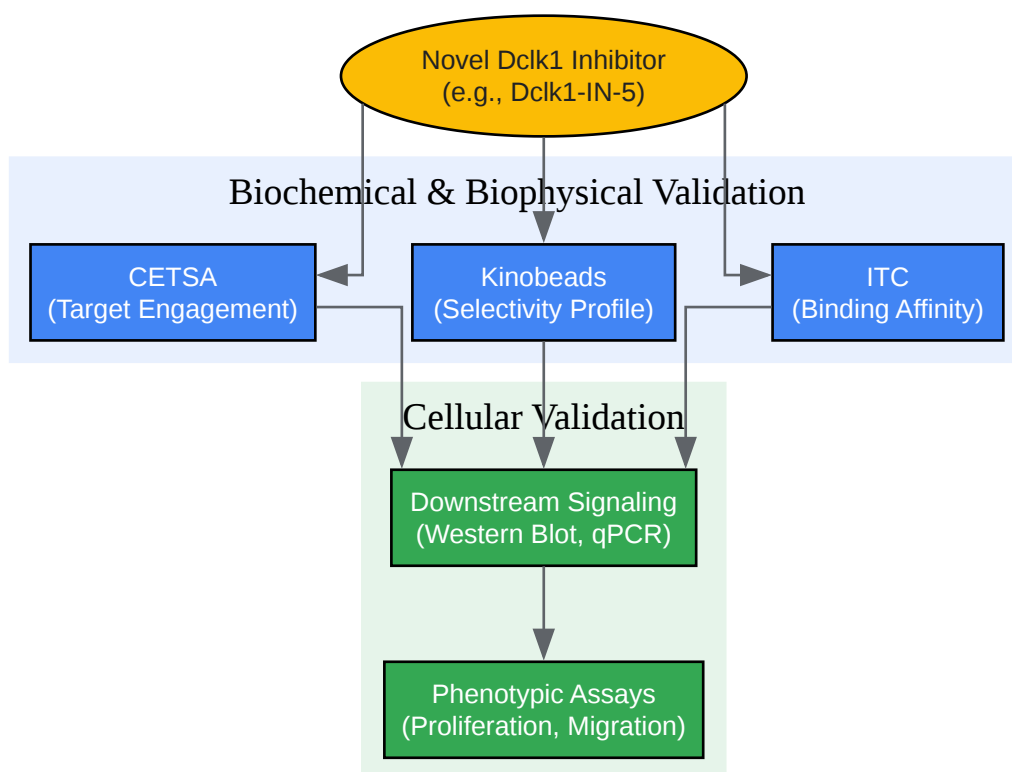 Novel Dclk1 Inhibitor
(e.g., Dclk1-IN-5)
Biochemical & Biophysical Validation
CETSA
(Target Engagement)
Kinobeads
(Selectivity Profile)
ITC
(Binding Affinity)
Cellular Validation
Downstream Signaling
(Western Blot, qPCR)
Phenotypic Assays
(Proliferation, Migration)